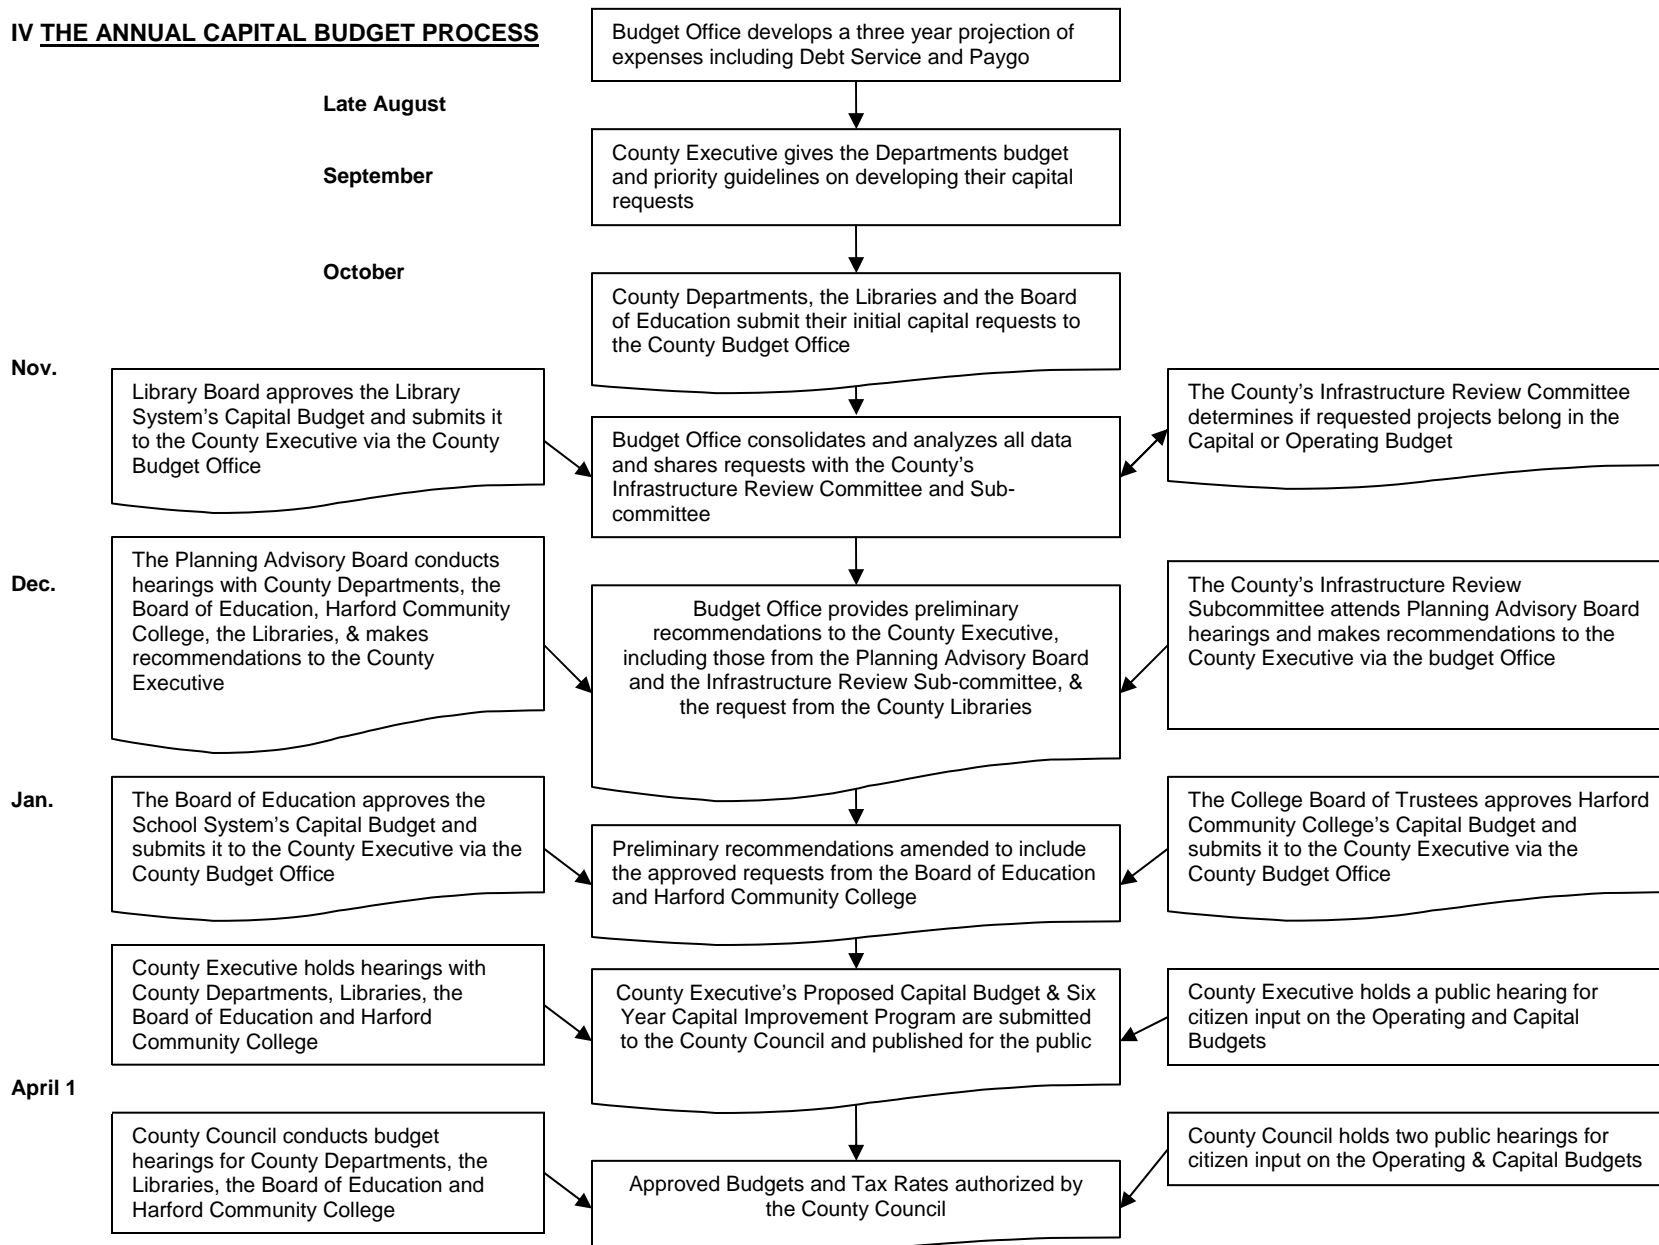 IV THE ANNUAL CAPITAL BUDGET PROCESS
Budget Office develops a three year projection of
expenses including Debt Service and Paygo
Late August
September
County Executive gives the Departments budget
and priority guidelines on developing their capital
requests
October
County Departments, the Libraries and the Board
of Education submit their initial capital requests to
the County Budget Office
Nov.
Library Board approves the Library
System’s Capital Budget and submits it
to the County Executive via the County
Budget Office
Budget Office consolidates and analyzes all data
and shares requests with the County’s
Infrastructure Review Committee and Sub-
committee
The County’s Infrastructure Review Committee
determines if requested projects belong in the
Capital or Operating Budget
Dec.
The Planning Advisory Board conducts
hearings with County Departments, the
Board of Education, Harford Community
College, the Libraries, & makes
recommendations to the County
Executive
Budget Office provides preliminary
recommendations to the County Executive,
including those from the Planning Advisory Board
and the Infrastructure Review Sub-committee, &
the request from the County Libraries
The County’s Infrastructure Review
Subcommittee attends Planning Advisory Board
hearings and makes recommendations to the
County Executive via the budget Office
Jan.
The Board of Education approves the
School System’s Capital Budget and
submits it to the County Executive via the
County Budget Office
Preliminary recommendations amended to include
the approved requests from the Board of Education
and Harford Community College
The College Board of Trustees approves Harford
Community College’s Capital Budget and
submits it to the County Executive via the
County Budget Office
County Executive holds hearings with
County Departments, Libraries, the
Board of Education and Harford
Community College
County Executive’s Proposed Capital Budget & Six
Year Capital Improvement Program are submitted
to the County Council and published for the public
County Executive holds a public hearing for
citizen input on the Operating and Capital
Budgets
April 1
County Council conducts budget
hearings for County Departments, the
Libraries, the Board of Education and
Harford Community College
Approved Budgets and Tax Rates authorized by
the County Council
County Council holds two public hearings for
citizen input on the Operating & Capital Budgets